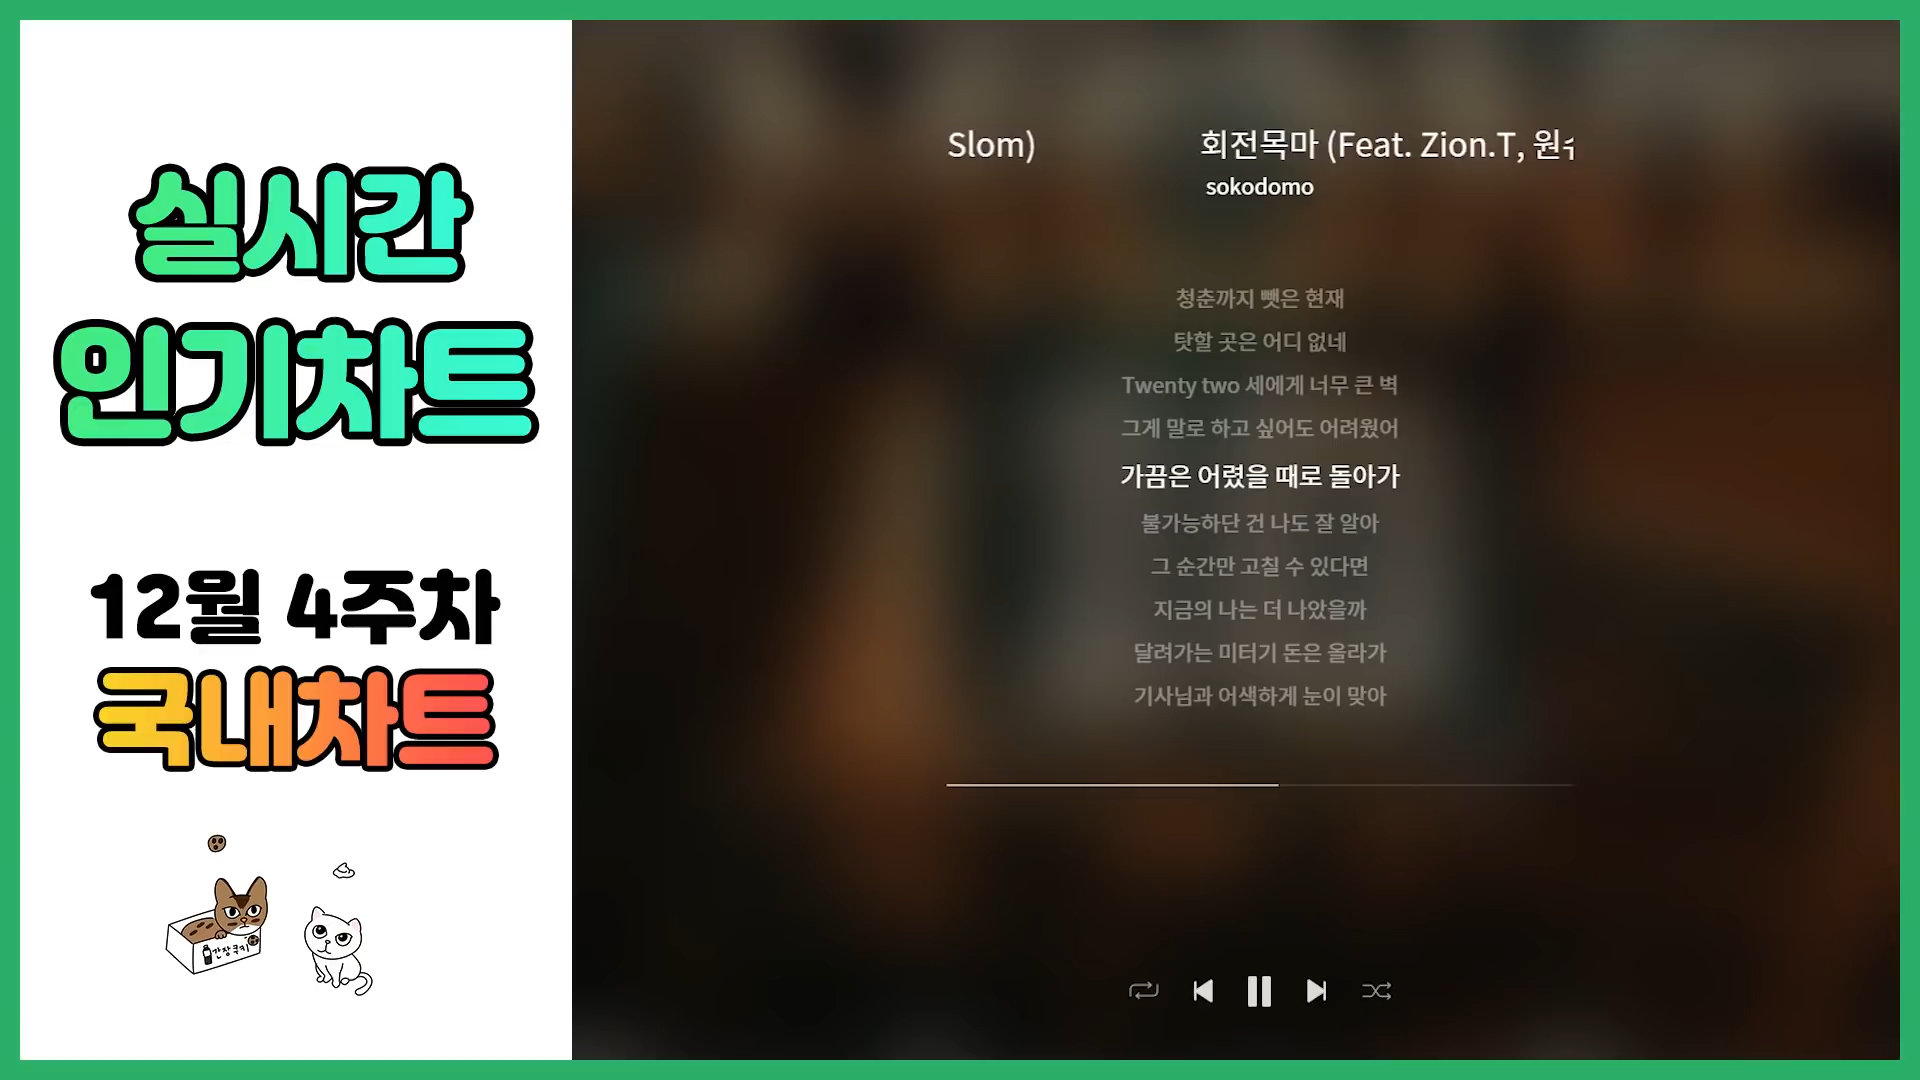 실시간
인기차트
12월 4주차
국내차트
간장쿠키
Slom) 회전목마 (Feat. Zion.T, 원
sokodomo
청춘까지 뺏은 현재
탓할 곳은 어디 없네
Twenty two 세에게 너무 큰 벽
그게 말로 하고 싶어도 어려웠어
가끔은 어렸을 때로 돌아가
불가능하단 건 나도 잘 알아
그 순간만 고칠 수 있다면
지금의 나는 더 나았을까
달려가는 미터기 돈은 올라가
기사님과 어색하게 눈이 맞아